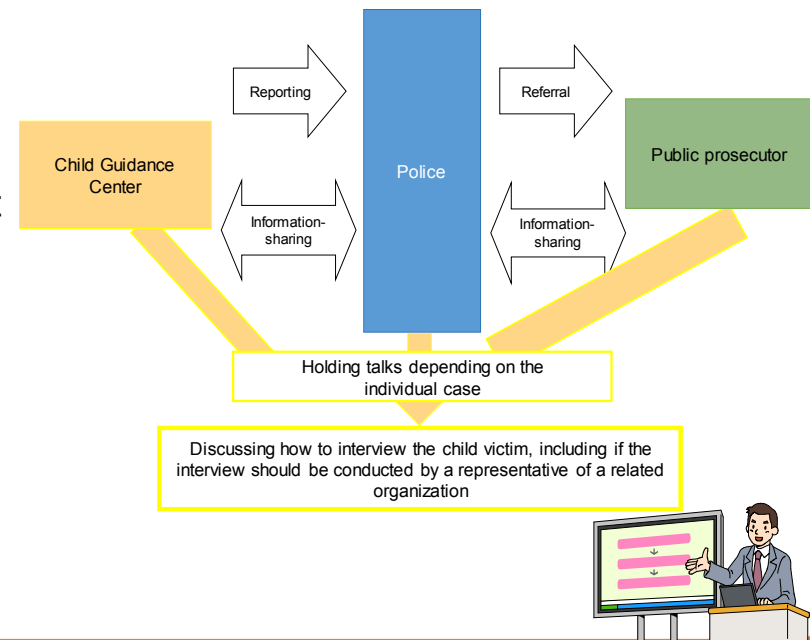 Reporting
Referral
Child Guidance
Center
Police
Public prosecutor
Information-
sharing
Information-
sharing
Holding talks depending on the
individual case
Discussing how to interview the child victim, including if the
interview should be conducted by a representative of a related
organization